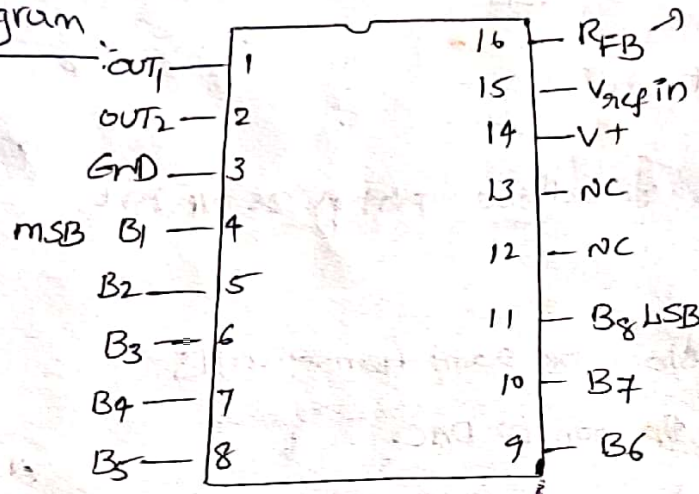 gram :-
OUT1 1 16 RFB
OUT2 2 15 Vref in
GND 3 14 V+
MSB B1 4 13 NC
B2 5 12 NC
B3 6 11 B8 LSB
B4 7 10 B7
B5 8 9 B6